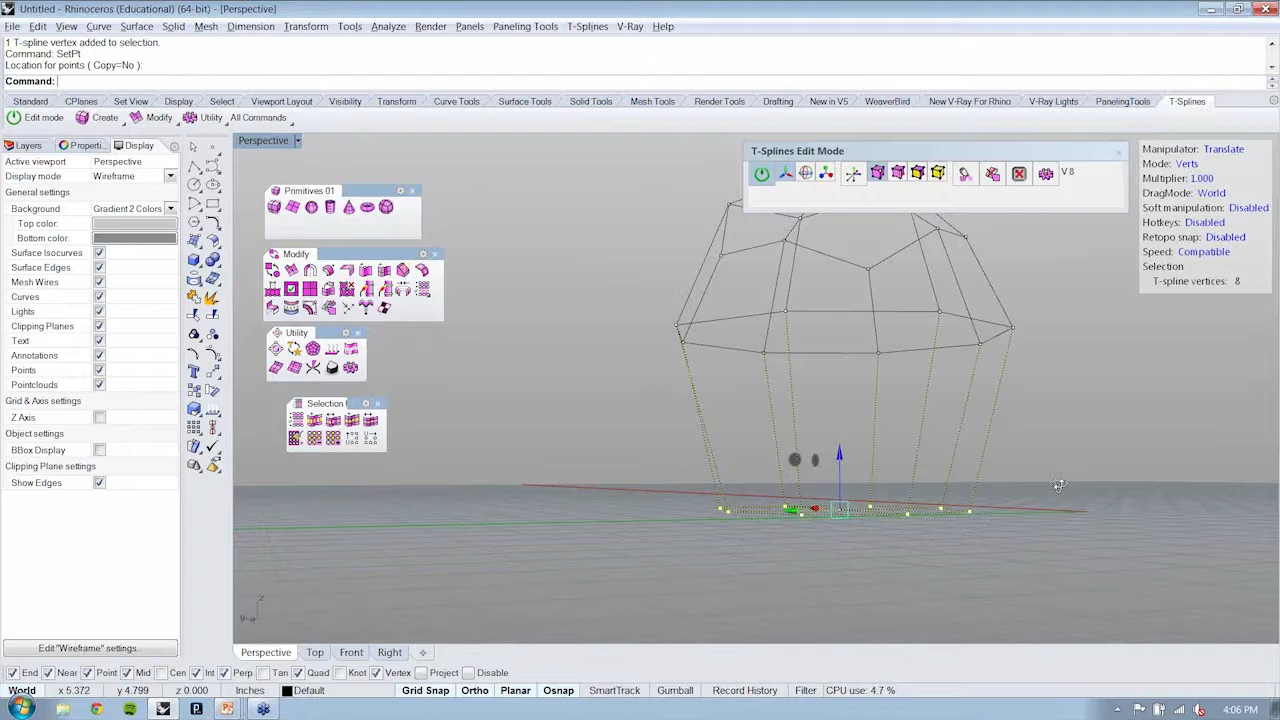 Untitled - Rhinoceros (Educational) (64-bit) - [Perspective]
File Edit View Curve Surface Solid Mesh Dimension Transform Tools Analyze Render Panels Paneling Tools T-Splines V-Ray Help
1 T-spline vertex added to selection.
Command: SetPt
Location for points ( Copy=No ):
Command:
Standard CPlanes Set View Display Select Viewport Layout Visibility Transform Curve Tools Surface Tools Solid Tools Mesh Tools Render Tools Drafting New in V5 WeaverBird New V-Ray For Rhino V-Ray Lights PanelingTools T-Splines
Edit mode Create Modify Utility All Commands
Layers Properti... Display
Perspective
Active viewport Perspective
Display mode Wireframe
General settings
Background Gradient 2 Colors
Top color:
Bottom color:
Surface Isocurves
Surface Edges
Mesh Wires
Curves
Lights
Clipping Planes
Text
Annotations
Points
Pointclouds
Grid & Axis settings
Z Axis
Object settings
BBox Display
Clipping Plane settings
Show Edges
Edit "Wireframe" settings...
Primitives 01
Modify
Utility
Selection
T-Splines Edit Mode
V 8
Manipulator: Translate
Mode: Verts
Multiplier: 1.000
DragMode: World
Soft manipulation: Disabled
Hotkeys: Disabled
Retopo snap: Disabled
Speed: Compatible
Selection
T-spline vertices: 8
z
Perspective Top Front Right
End Near Point Mid Cen Int Perp Tan Quad Knot Vertex Project Disable
World x 5.372 y 4.799 z 0.000 Inches Default Grid Snap Ortho Planar Osnap SmartTrack Gumball Record History Filter CPU use: 4.7 %
4:06 PM